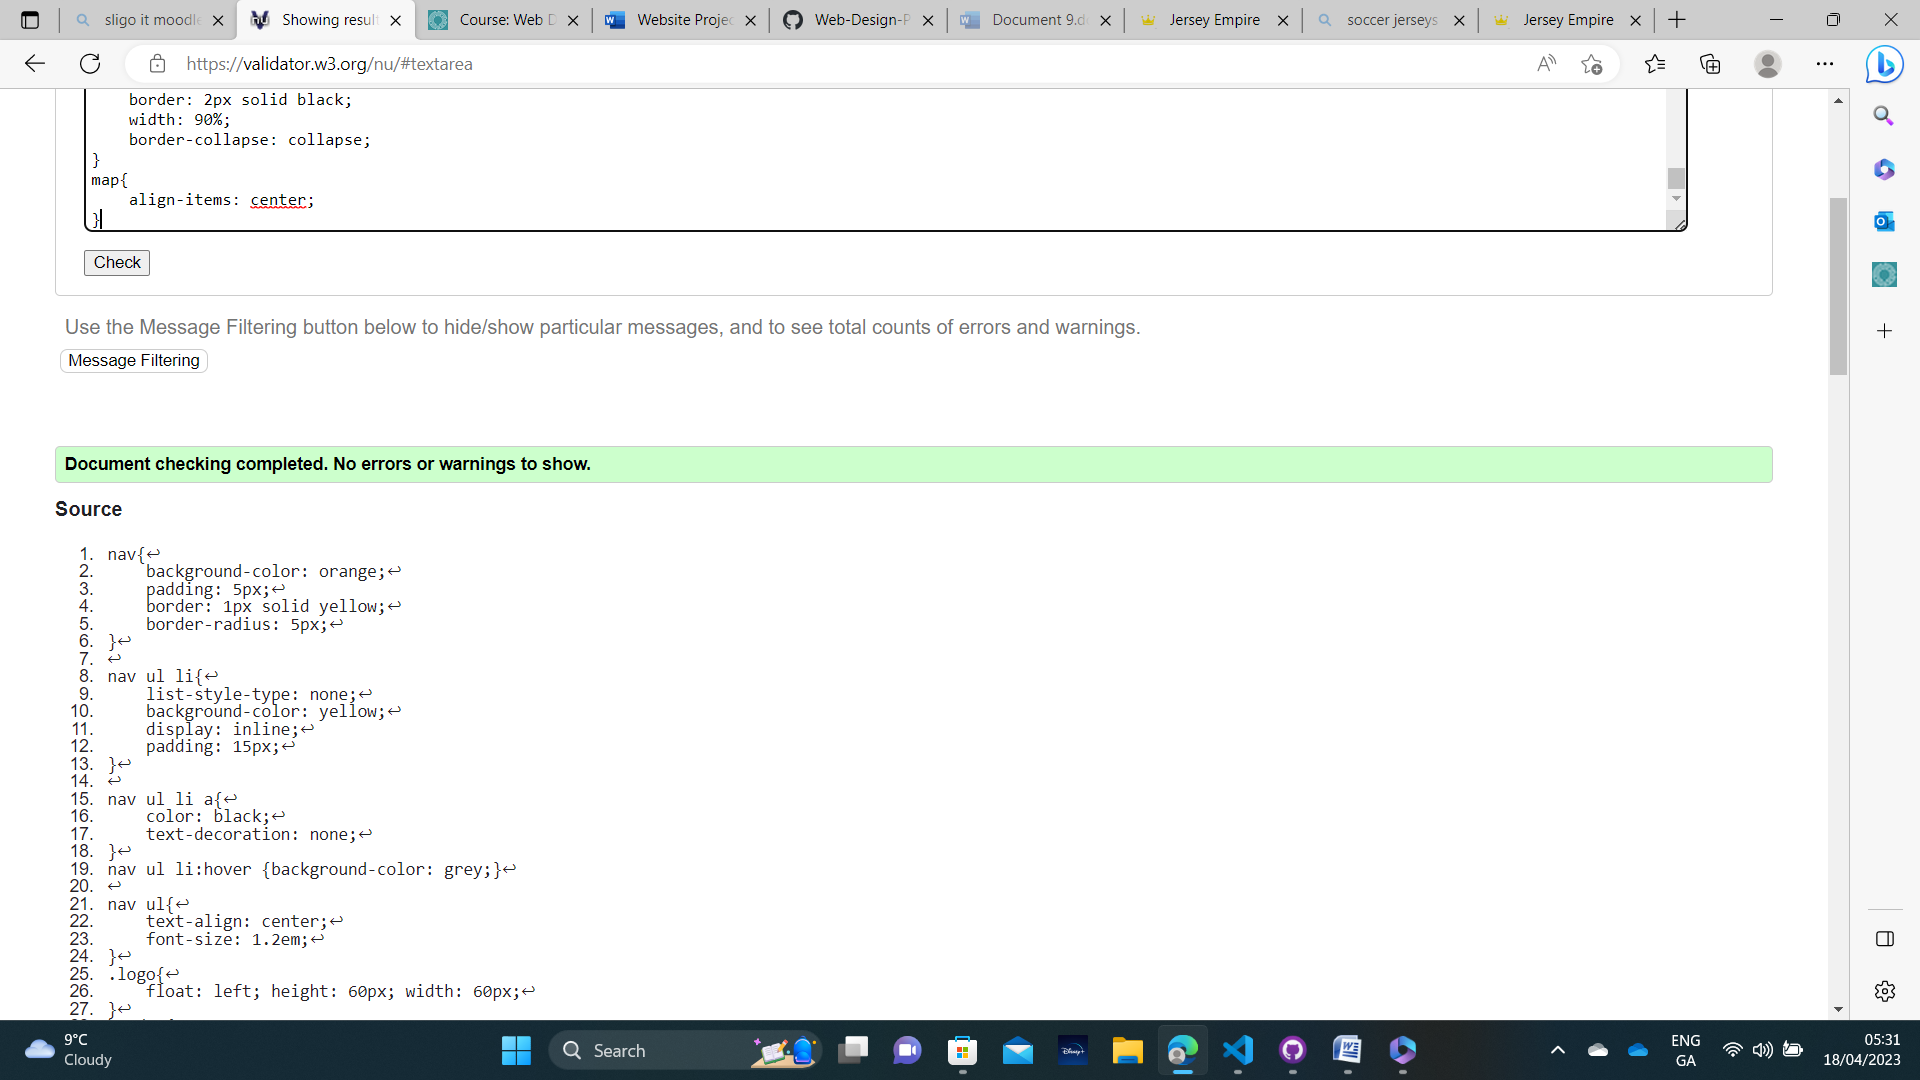 sligo it moodle
Showing result
Course: Web D
Website Projec
Web-Design-P
Document 9.d
Jersey Empire
soccer jerseys
Jersey Empire
https://validator.w3.org/nu/#textarea
border: 2px solid black;
width: 90%;
border-collapse: collapse;
}
map{
align-items: center;
}
Check
Use the Message Filtering button below to hide/show particular messages, and to see total counts of errors and warnings.
Message Filtering
Document checking completed. No errors or warnings to show.
Source
1. nav{↩
2. background-color: orange;↩
3. padding: 5px;↩
4. border: 1px solid yellow;↩
5. border-radius: 5px;↩
6. }↩
7. ↩
8. nav ul li{↩
9. list-style-type: none;↩
10. background-color: yellow;↩
11. display: inline;↩
12. padding: 15px;↩
13. }↩
14. ↩
15. nav ul li a{↩
16. color: black;↩
17. text-decoration: none;↩
18. }↩
19. nav ul li:hover {background-color: grey;}↩
20. ↩
21. nav ul{↩
22. text-align: center;↩
23. font-size: 1.2em;↩
24. }↩
25. .logo{↩
26. float: left; height: 60px; width: 60px;↩
27. }↩
9°C
Cloudy
Search
Disney+
ENG
GA
05:31
18/04/2023